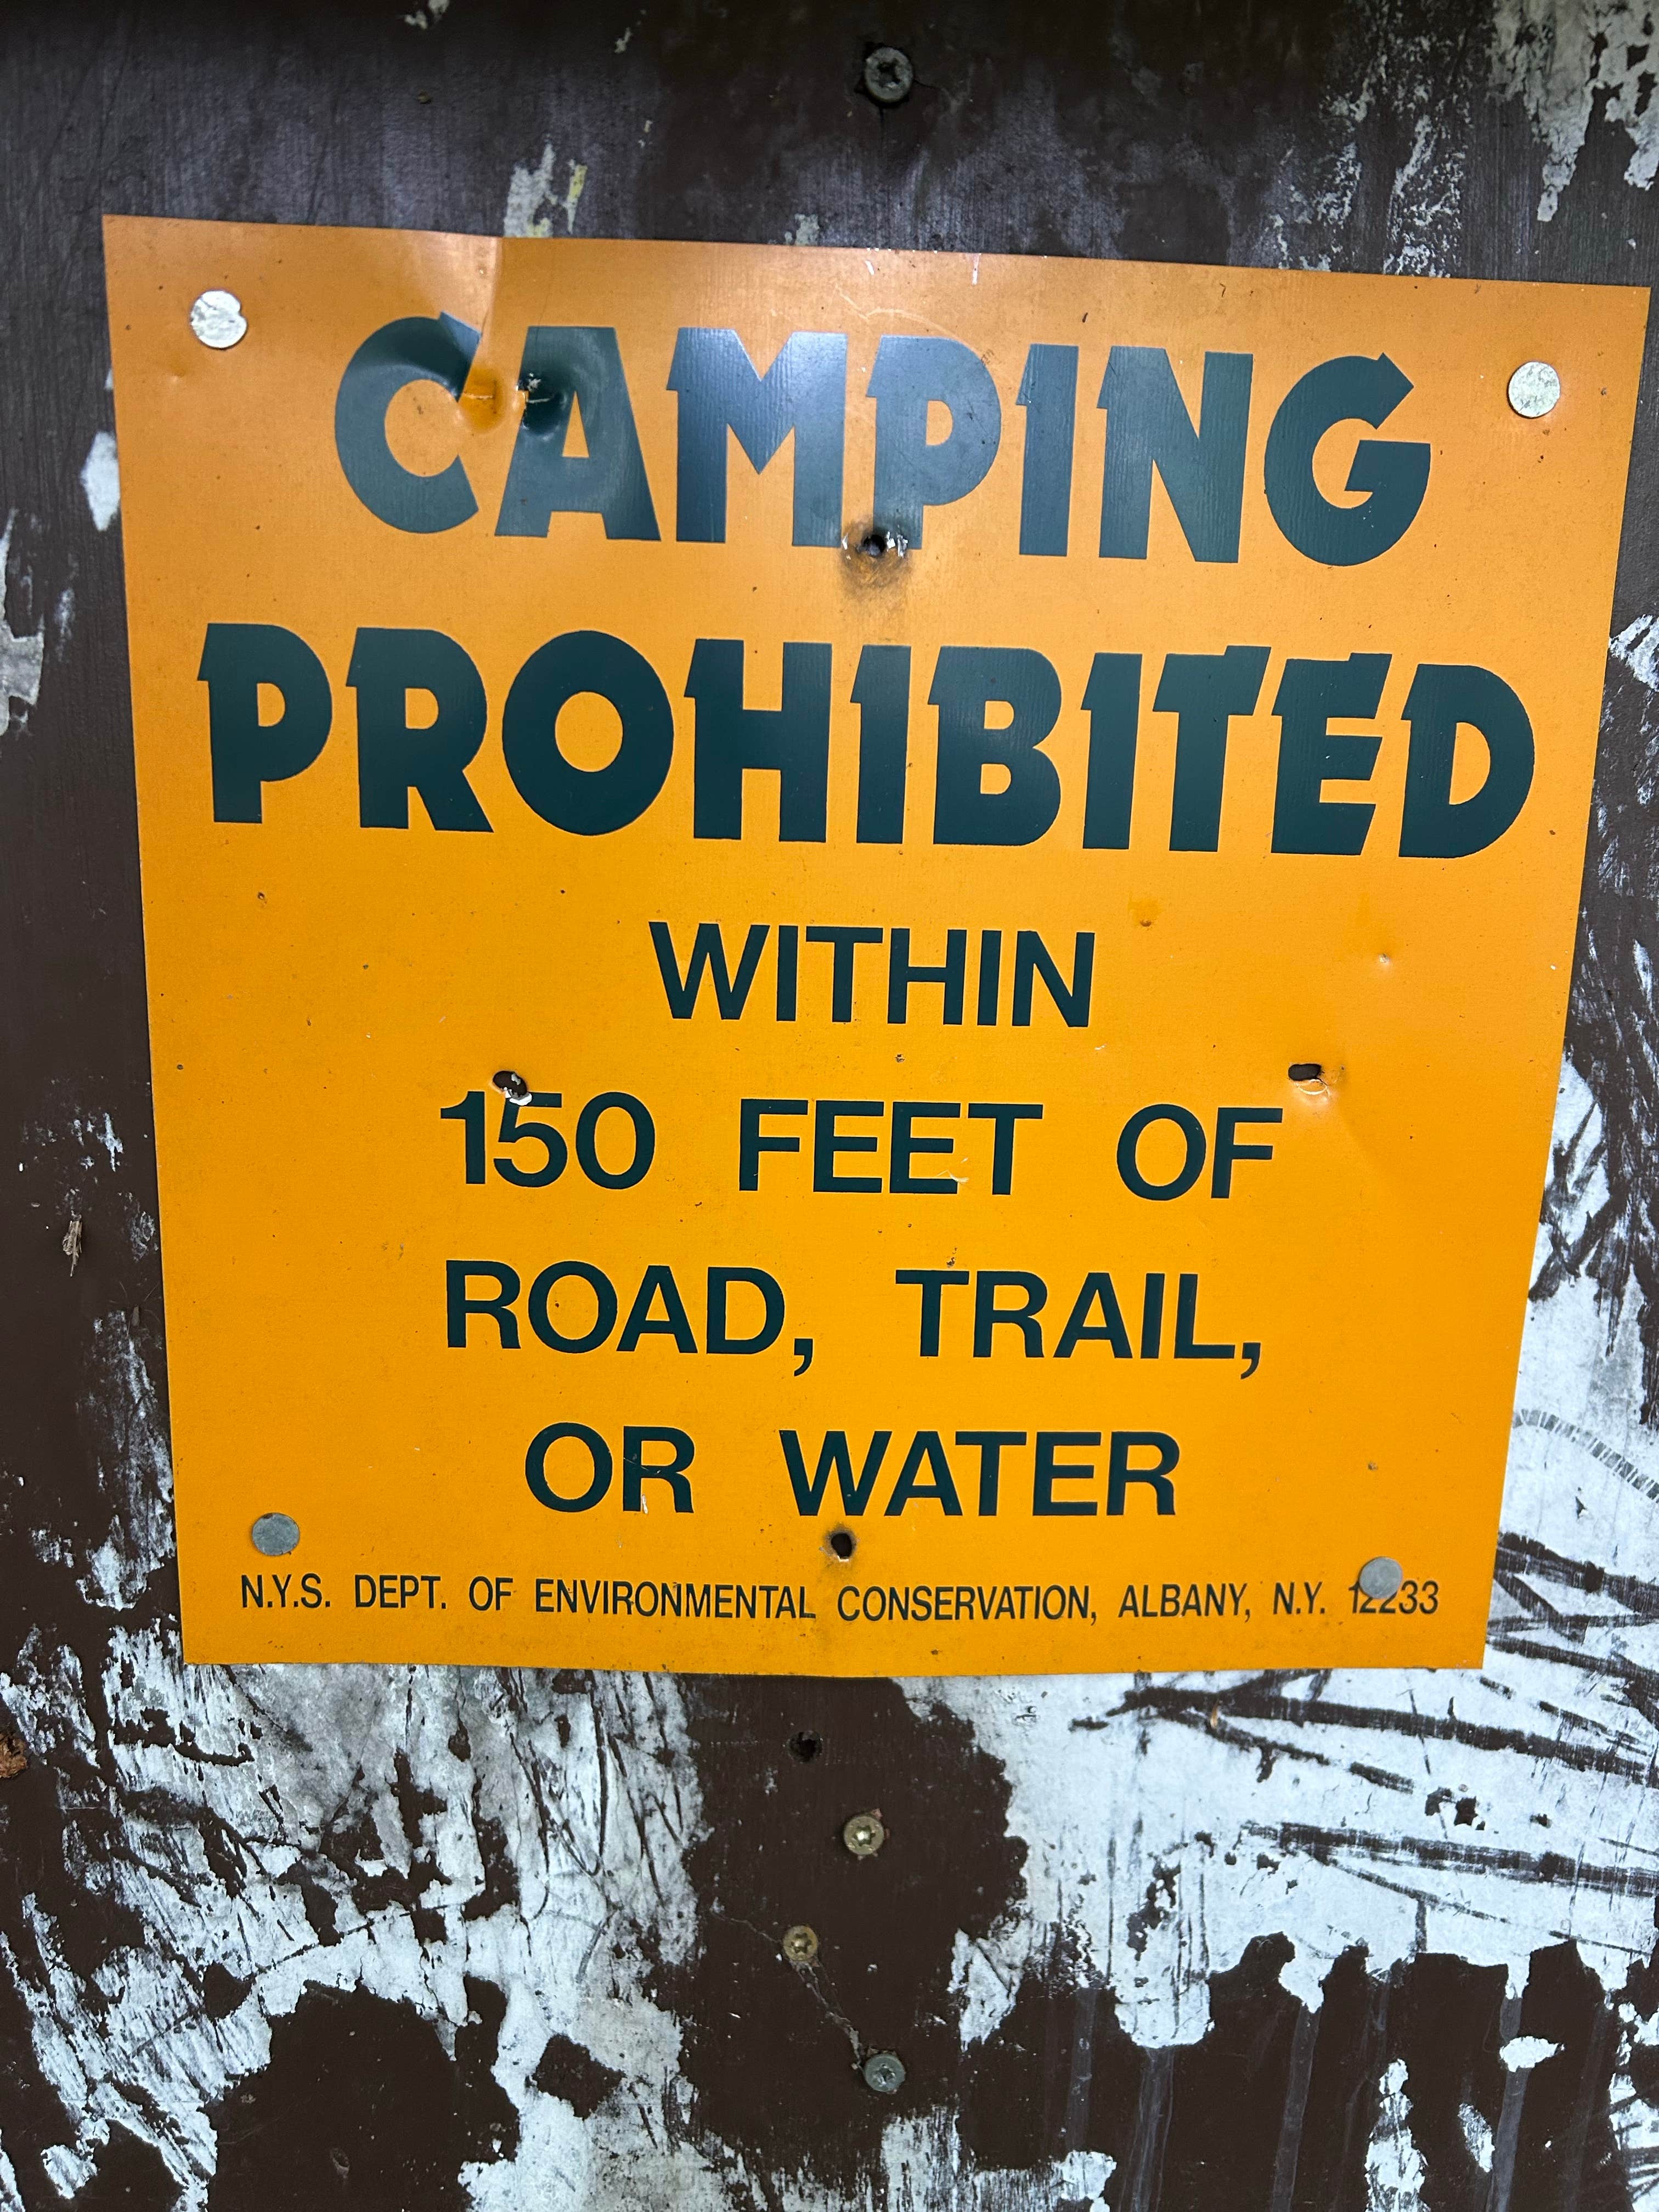 CAMPING
PROHIBITED
WITHIN
150 FEET OF
ROAD, TRAIL,
OR WATER
N.Y.S. DEPT. OF ENVIRONMENTAL CONSERVATION, ALBANY, N.Y. 12233